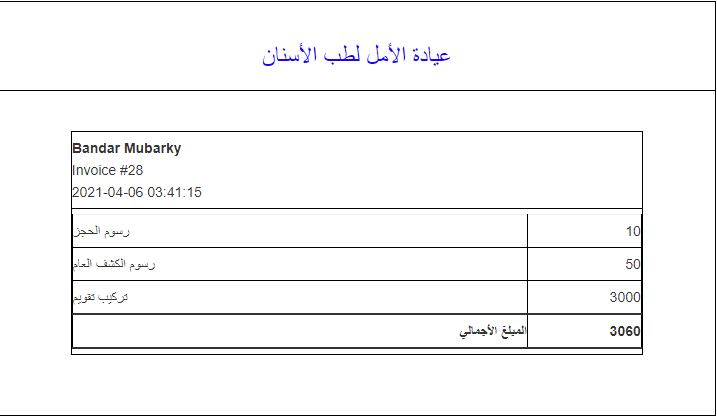 عيادة الأمل لطب الأسنان
Bandar Mubarky
Invoice #28
2021-04-06 03:41:15
رسوم الحجز 10
رسوم الكشف العام 50
تركيب تقويم 3000
المبلغ الأجمالي 3060